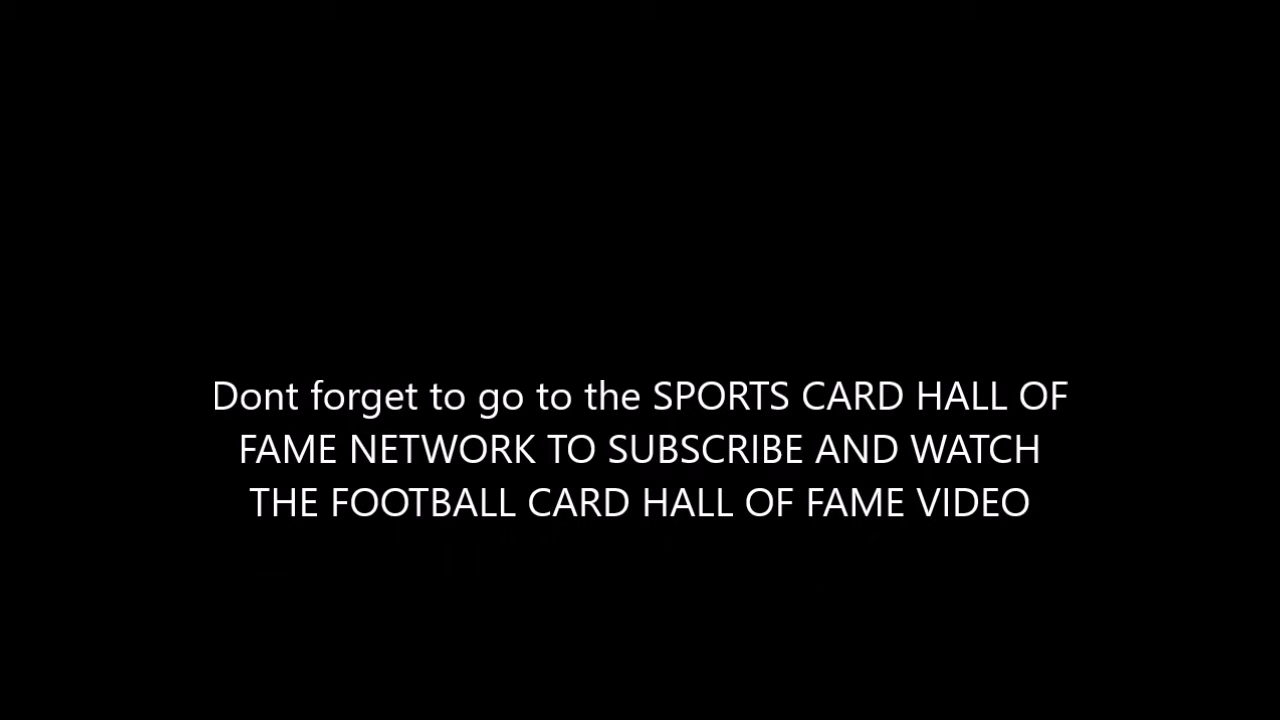 Dont forget to go to the SPORTS CARD HALL OF
FAME NETWORK TO SUBSCRIBE AND WATCH
THE FOOTBALL CARD HALL OF FAME VIDEO